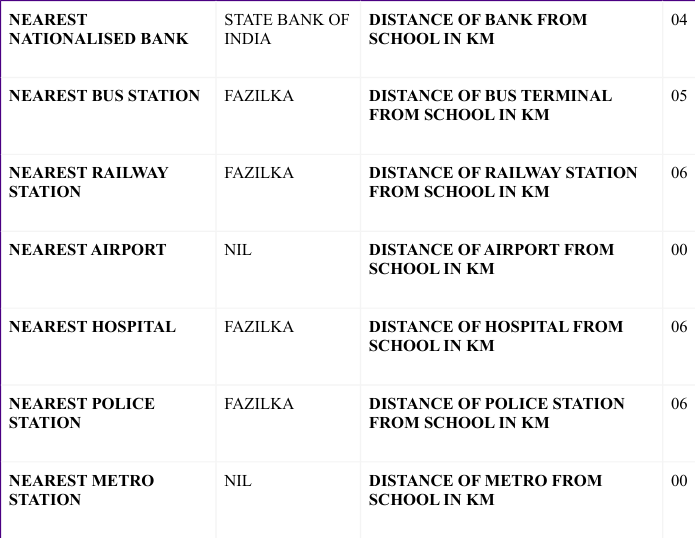 NEAREST STATE BANK OF DISTANCE OF BANK FROM 04
NATIONALISED BANK INDIA SCHOOL IN KM
NEAREST BUS STATION FAZILKA DISTANCE OF BUS TERMINAL 05
FROM SCHOOL IN KM
NEAREST RAILWAY FAZILKA DISTANCE OF RAILWAY STATION 06
STATION FROM SCHOOL IN KM
NEAREST AIRPORT NIL DISTANCE OF AIRPORT FROM 00
SCHOOL IN KM
NEAREST HOSPITAL FAZILKA DISTANCE OF HOSPITAL FROM 06
SCHOOL IN KM
NEAREST POLICE FAZILKA DISTANCE OF POLICE STATION 06
STATION FROM SCHOOL IN KM
NEAREST METRO NIL DISTANCE OF METRO FROM 00
STATION SCHOOL IN KM